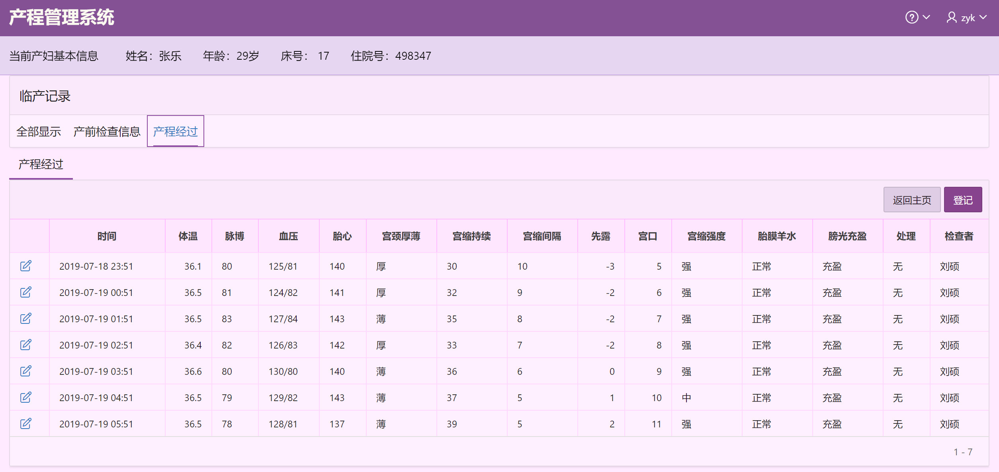 产程管理系统
zyk
当前产妇基本信息 姓名：张乐 年龄：29岁 床号： 17 住院号：498347
临产记录
全部显示 产前检查信息 产程经过
产程经过
返回主页 登记
时间 体温 脉博 血压 胎心 宫颈厚薄 宫缩持续 宫缩间隔 先露 宫口 宫缩强度 胎膜羊水 膀光充盈 处理 检查者
2019-07-18 23:51 36.1 80 125/81 140 厚 30 10 -3 5 强 正常 充盈 无 刘硕
2019-07-19 00:51 36.5 81 124/82 141 厚 32 9 -2 6 强 正常 充盈 无 刘硕
2019-07-19 01:51 36.5 83 127/84 143 薄 35 8 -2 7 强 正常 充盈 无 刘硕
2019-07-19 02:51 36.4 82 126/83 142 厚 33 7 -2 8 强 正常 充盈 无 刘硕
2019-07-19 03:51 36.6 80 130/80 140 薄 36 6 0 9 强 正常 充盈 无 刘硕
2019-07-19 04:51 36.5 79 129/82 143 薄 37 5 1 10 中 正常 充盈 无 刘硕
2019-07-19 05:51 36.5 78 128/81 137 薄 39 5 2 11 强 正常 充盈 无 刘硕
1 - 7